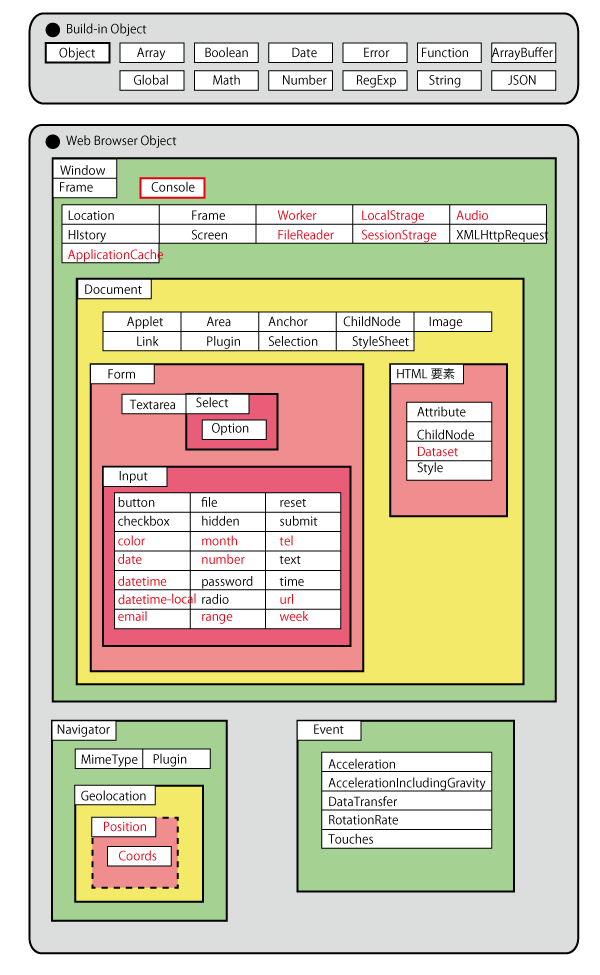 Build-in Object
Object Array Boolean Date Error Function ArrayBuffer
Global Math Number RegExp String JSON
Web Browser Object
Window
Frame Console
Location Frame Worker LocalStrage Audio
HIstory Screen FileReader SessionStrage XMLHttpRequest
ApplicationCache
Document
Applet Area Anchor ChildNode Image
Link Plugin Selection StyleSheet
Form
Textarea Select
Option
Input
button file reset
checkbox hidden submit
color month tel
date number text
datetime password time
datetime-local radio url
email range week
HTML 要素
Attribute
ChildNode
Dataset
Style
Navigator
MimeType Plugin
Geolocation
Position
Coords
Event
Acceleration
AccelerationIncludingGravity
DataTransfer
RotationRate
Touches